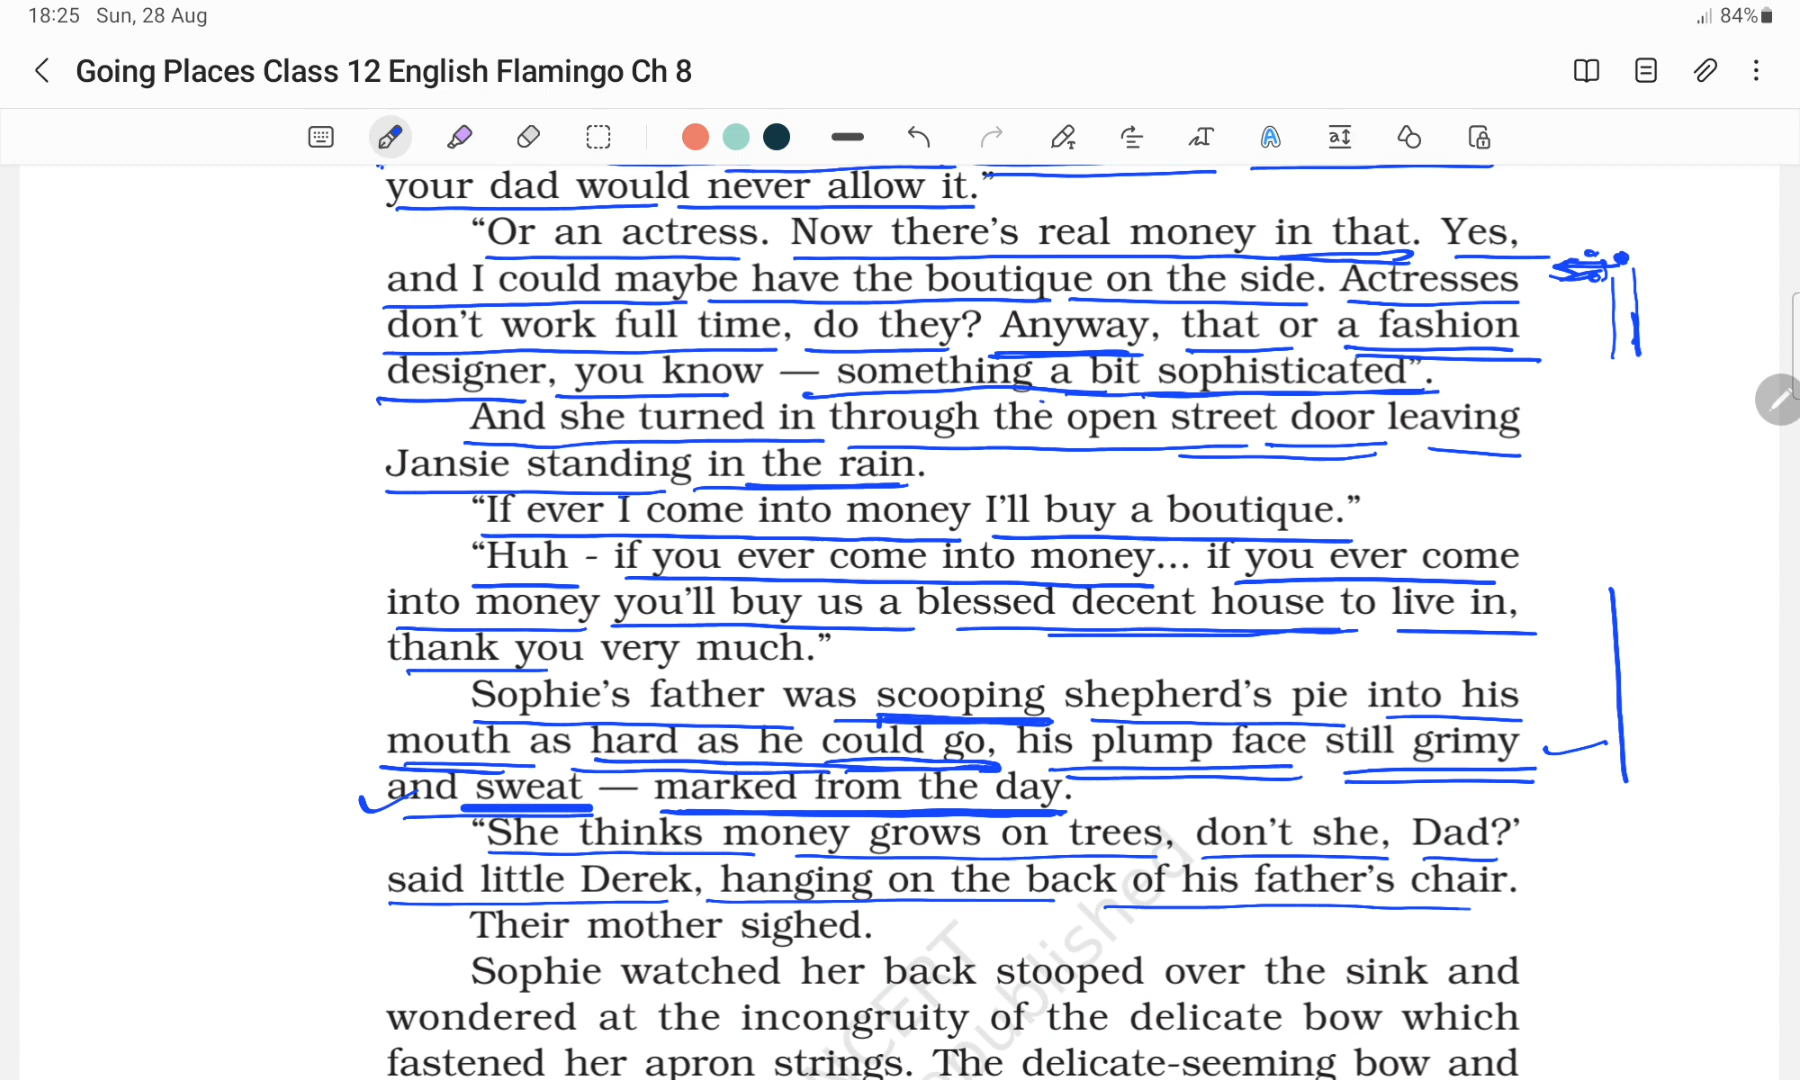 18:25 Sun, 28 Aug
84%
Going Places Class 12 English Flamingo Ch 8
your dad would never allow it.”
“Or an actress. Now there’s real money in that. Yes,
and I could maybe have the boutique on the side. Actresses
don’t work full time, do they? Anyway, that or a fashion
designer, you know — something a bit sophisticated”.
And she turned in through the open street door leaving
Jansie standing in the rain.
“If ever I come into money I’ll buy a boutique.”
“Huh - if you ever come into money... if you ever come
into money you’ll buy us a blessed decent house to live in,
thank you very much.”
Sophie’s father was scooping shepherd’s pie into his
mouth as hard as he could go, his plump face still grimy
and sweat — marked from the day.
“She thinks money grows on trees, don’t she, Dad?’
said little Derek, hanging on the back of his father’s chair.
Their mother sighed.
Sophie watched her back stooped over the sink and
wondered at the incongruity of the delicate bow which
fastened her apron strings. The delicate-seeming bow and